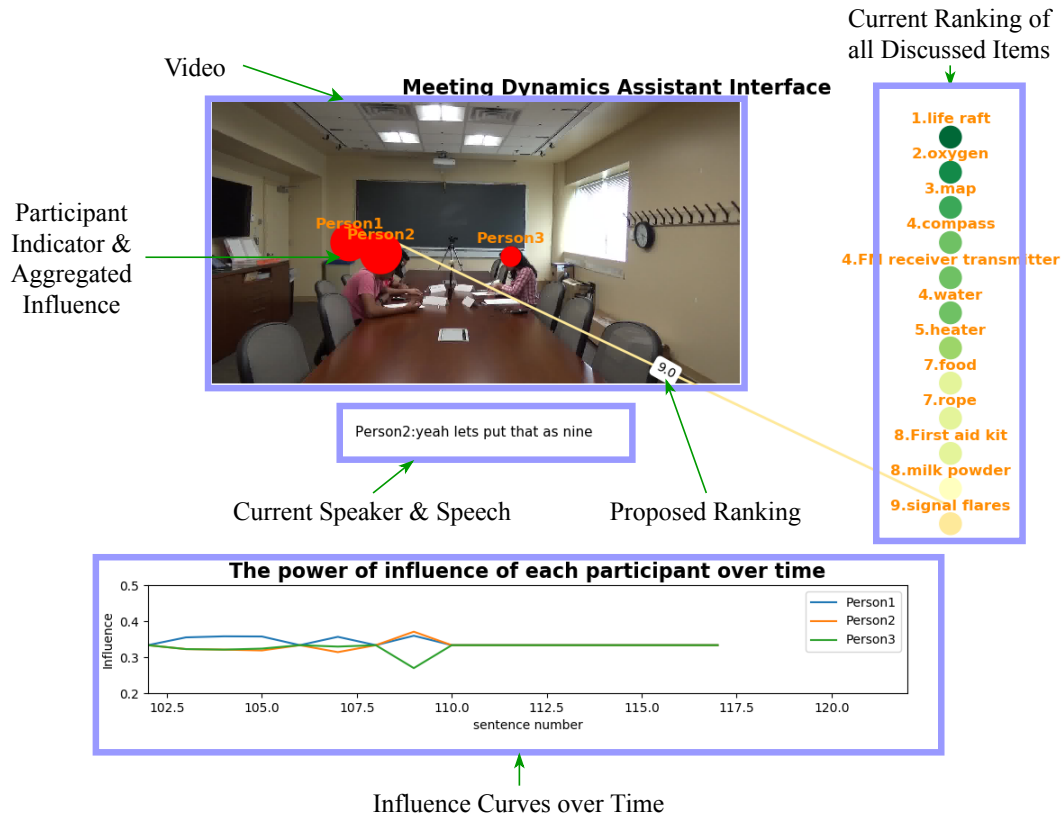 Current Ranking of
all Discussed Items
Video
Meeting Dynamics Assistant Interface
1.life raft
2.oxygen
3.map
4.compass
4.FM receiver transmitter
4.water
5.heater
7.food
7.rope
8.First aid kit
8.milk powder
9.signal flares
Participant
Indicator &
Aggregated
Influence
Person1
Person2
Person3
9.0
Person2:yeah lets put that as nine
Current Speaker & Speech
Proposed Ranking
The power of influence of each participant over time
Influence
0.5
0.4
0.3
0.2
Person1
Person2
Person3
102.5 105.0 107.5 110.0 112.5 115.0 117.5 120.0
sentence number
Influence Curves over Time